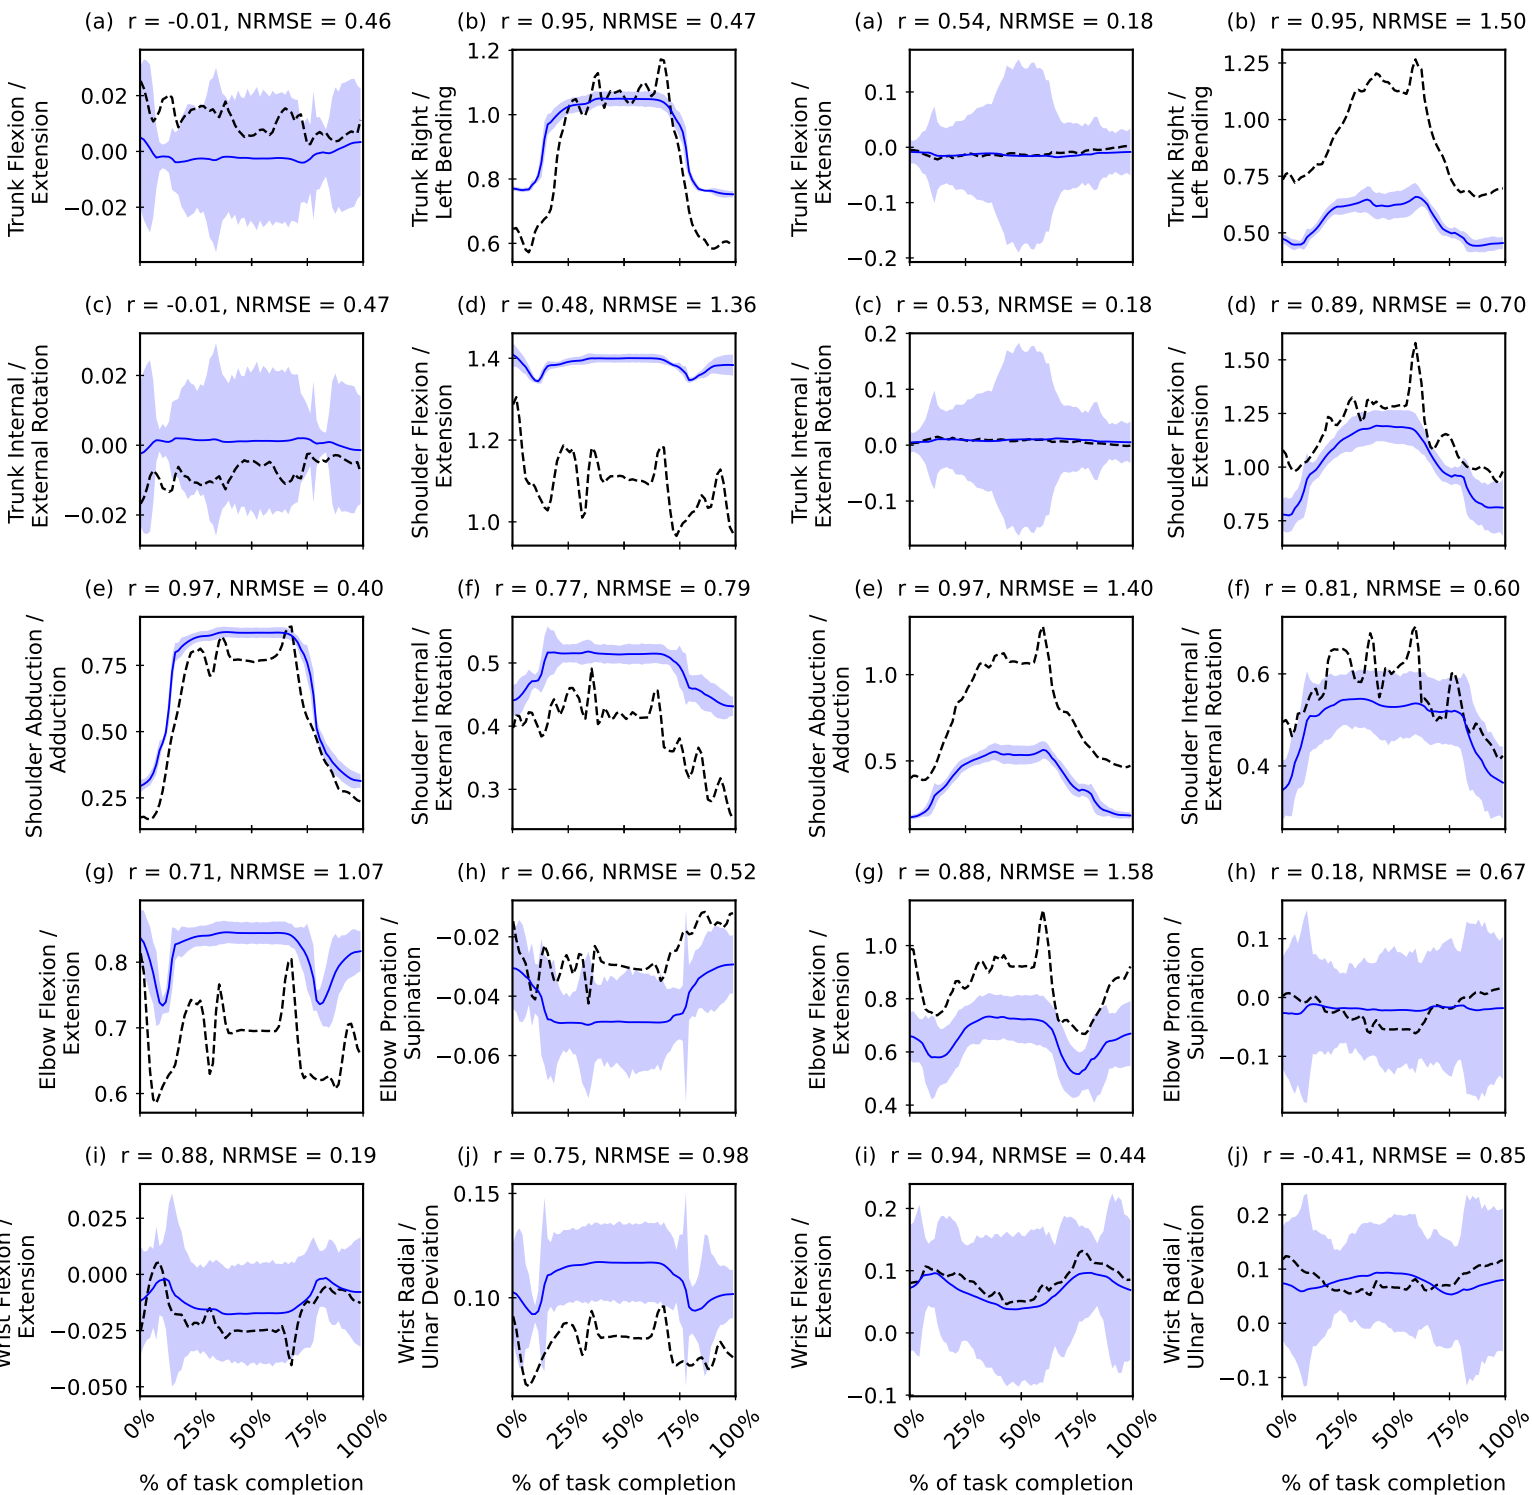 (a) r = -0.01, NRMSE = 0.46
(b) r = 0.95, NRMSE = 0.47
(a) r = 0.54, NRMSE = 0.18
(b) r = 0.95, NRMSE = 1.50
Trunk Flexion /
Extension
0.02
0.00
−0.02
Trunk Right /
Left Bending
1.2
1.0
0.8
0.6
Trunk Flexion /
Extension
0.1
0.0
−0.1
−0.2
Trunk Right /
Left Bending
1.25
1.00
0.75
0.50
(c) r = -0.01, NRMSE = 0.47
(d) r = 0.48, NRMSE = 1.36
(c) r = 0.53, NRMSE = 0.18
(d) r = 0.89, NRMSE = 0.70
Trunk Internal /
External Rotation
0.02
0.00
−0.02
Shoulder Flexion /
Extension
1.4
1.2
1.0
Trunk Internal /
External Rotation
0.2
0.1
0.0
−0.1
Shoulder Flexion /
Extension
1.50
1.25
1.00
0.75
(e) r = 0.97, NRMSE = 0.40
(f) r = 0.77, NRMSE = 0.79
(e) r = 0.97, NRMSE = 1.40
(f) r = 0.81, NRMSE = 0.60
Shoulder Abduction /
Adduction
0.75
0.50
0.25
Shoulder Internal /
External Rotation
0.5
0.4
0.3
Shoulder Abduction /
Adduction
1.0
0.5
Shoulder Internal /
External Rotation
0.6
0.4
(g) r = 0.71, NRMSE = 1.07
(h) r = 0.66, NRMSE = 0.52
(g) r = 0.88, NRMSE = 1.58
(h) r = 0.18, NRMSE = 0.67
Elbow Flexion /
Extension
0.8
0.7
0.6
Elbow Pronation /
Supination
−0.02
−0.04
−0.06
Elbow Flexion /
Extension
1.0
0.8
0.6
0.4
Elbow Pronation /
Supination
0.1
0.0
−0.1
(i) r = 0.88, NRMSE = 0.19
(j) r = 0.75, NRMSE = 0.98
(i) r = 0.94, NRMSE = 0.44
(j) r = -0.41, NRMSE = 0.85
Wrist Flexion /
Extension
0.025
0.000
−0.025
−0.050
Wrist Radial /
Ulnar Deviation
0.15
0.10
Wrist Flexion /
Extension
0.2
0.1
0.0
−0.1
Wrist Radial /
Ulnar Deviation
0.2
0.1
0.0
−0.1
0% 25% 50% 75% 100%
0% 25% 50% 75% 100%
0% 25% 50% 75% 100%
0% 25% 50% 75% 100%
% of task completion
% of task completion
% of task completion
% of task completion